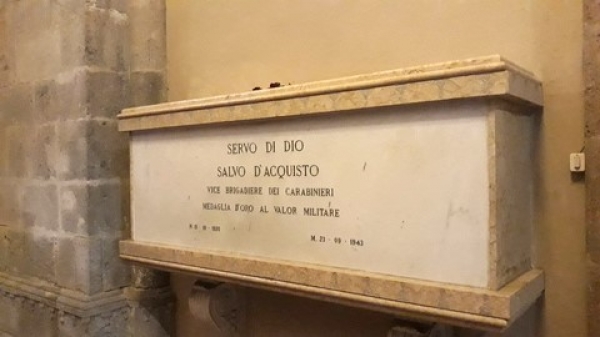 SERVO DI DIO
SALVO D'ACQUISTO
VICE BRIGADIERE DEI CARABINIERI
MEDAGLIA D'ORO AL VALOR MILITARE
M. 23 - 09 - 1943